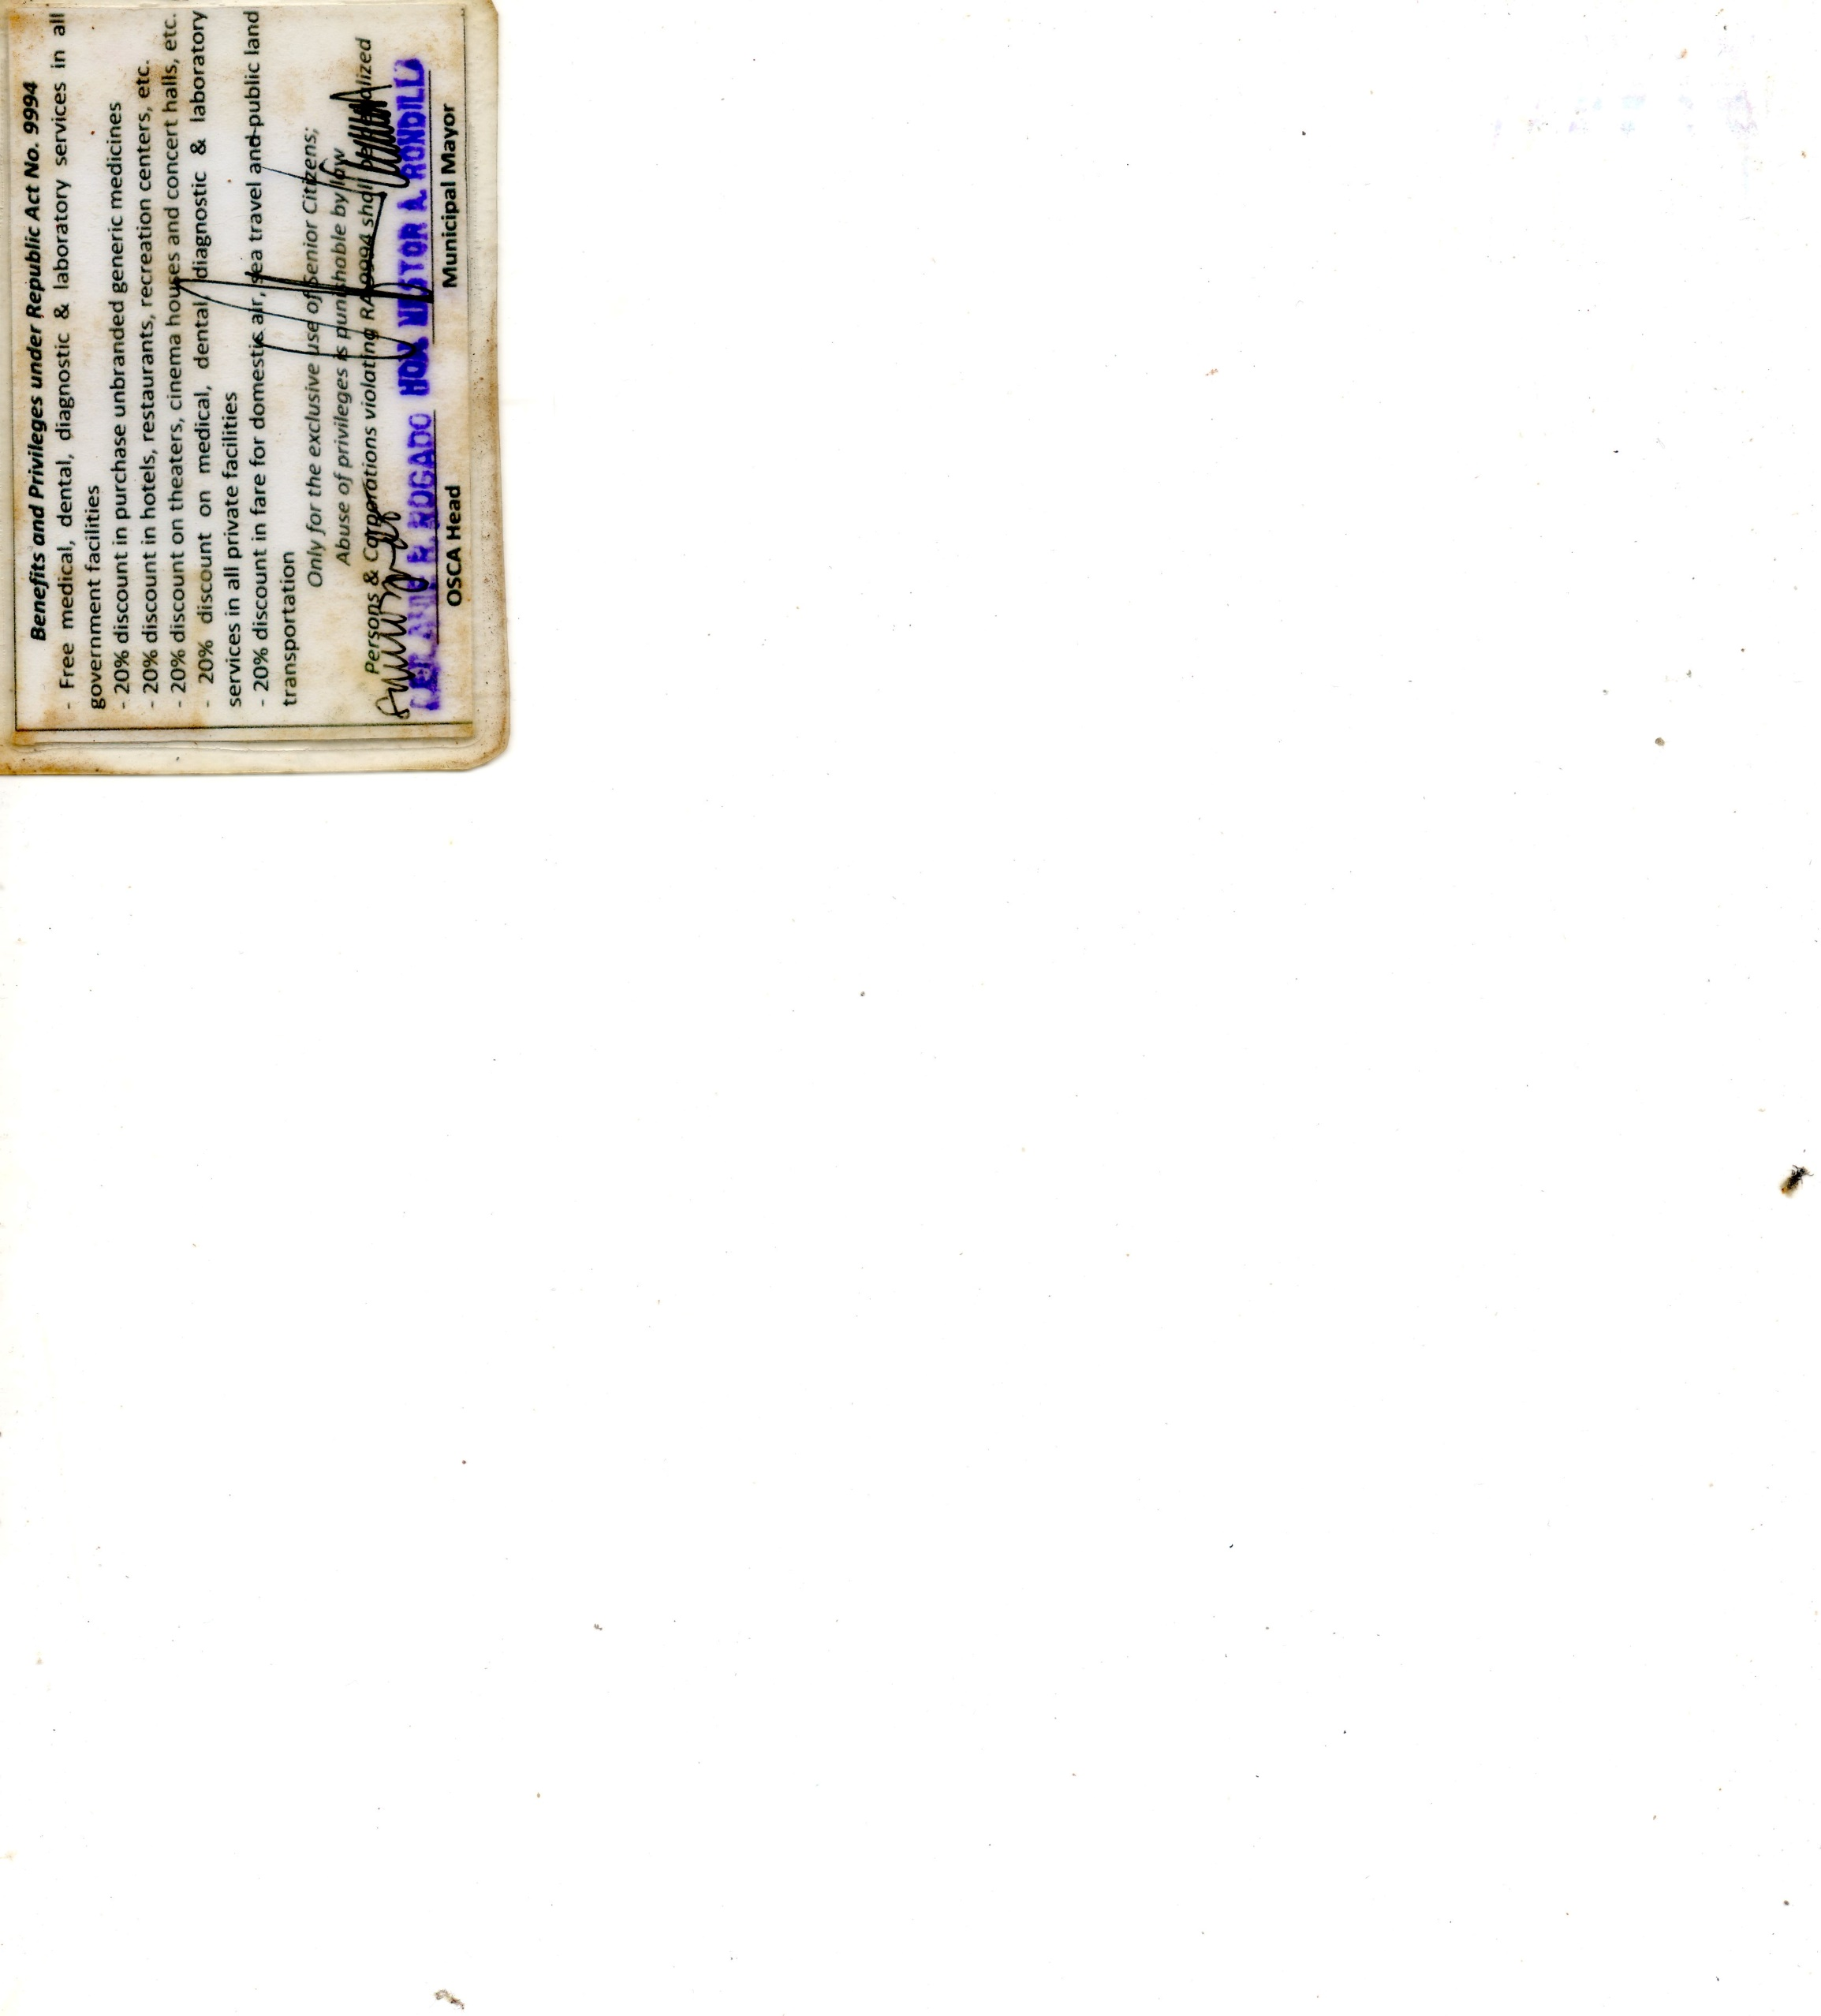 Benefits and Privileges under Republic Act No. 9994
- Free medical, dental, diagnostic & laboratory services in all
government facilities
- 20% discount in purchase unbranded generic medicines
- 20% discount in hotels, restaurants, recreation centers, etc.
- 20% discount on theaters, cinema houses and concert halls, etc.
- 20% discount on medical, dental, diagnostic & laboratory
services in all private facilities
- 20% discount in fare for domestic air, sea travel and public land
transportation
Only for the exclusive use of Senior Citizens;
Abuse of privileges is punishable by law
Persons & Corporations violating RA 9994 shall be penalized
NOGADO HON. NESTOR A. RONDILLA
OSCA Head Municipal Mayor